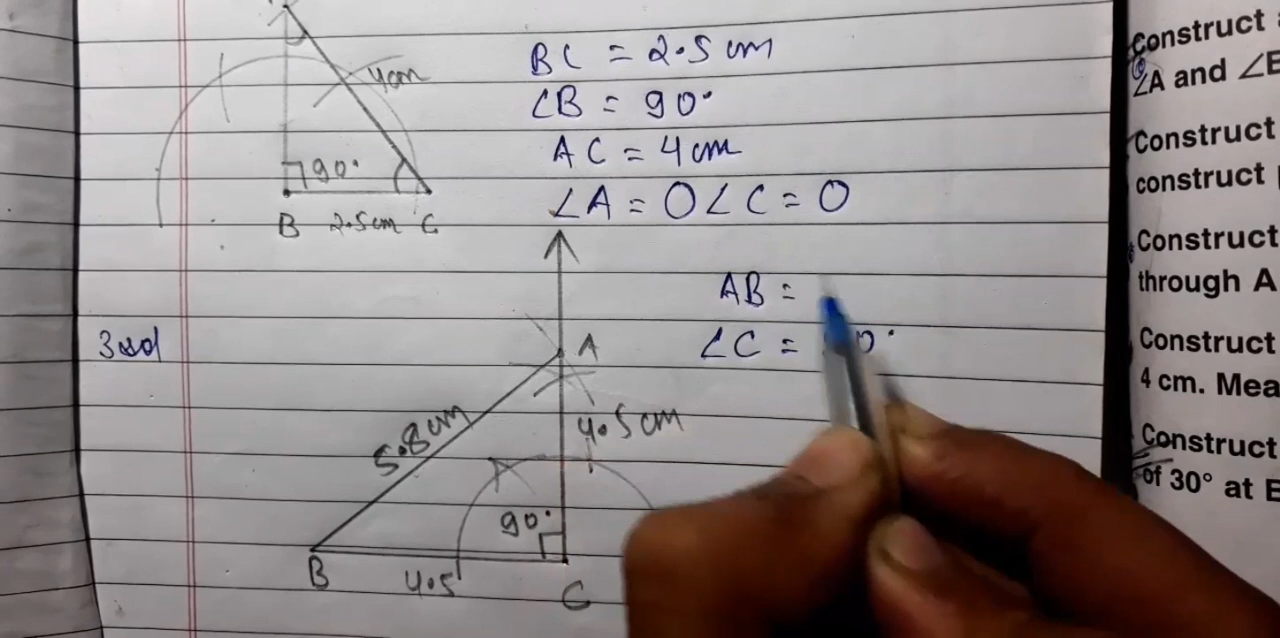 4cm
90°
B 2.5cm C
BC = 2.5 cm
∠B = 90°
AC = 4 cm
∠A = 0 ∠C = 0
AB =
∠C =
A
5.8cm
4.5cm
90°
B 4.5 C
Construct
∠A and ∠B
Construct
construct
Construct
through A
Construct
4 cm. Mea
Construct
of 30° at B